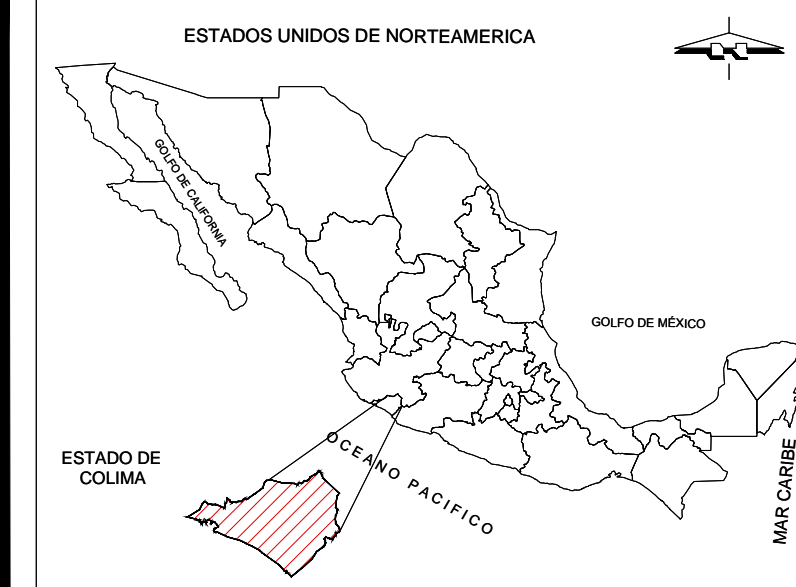 ESTADOS UNIDOS DE NORTEAMERICA
GOLFO DE CALIFORNIA
GOLFO DE MÉXICO
ESTADO DE
COLIMA
OCEANO PACIFICO
MAR CARIBE